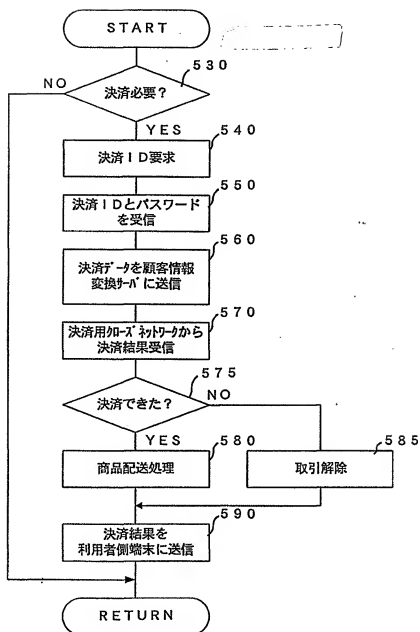 START
530
NO
決済必要?
YES
540
決済ID要求
550
決済IDとパスワード
を受信
560
決済データを顧客情報
変換サーバに送信
570
決済用クローズネットワークから
決済結果受信
575
NO
決済できた?
YES
580
585
商品配送処理
取引解除
590
決済結果を
利用者側端末に送信
RETURN